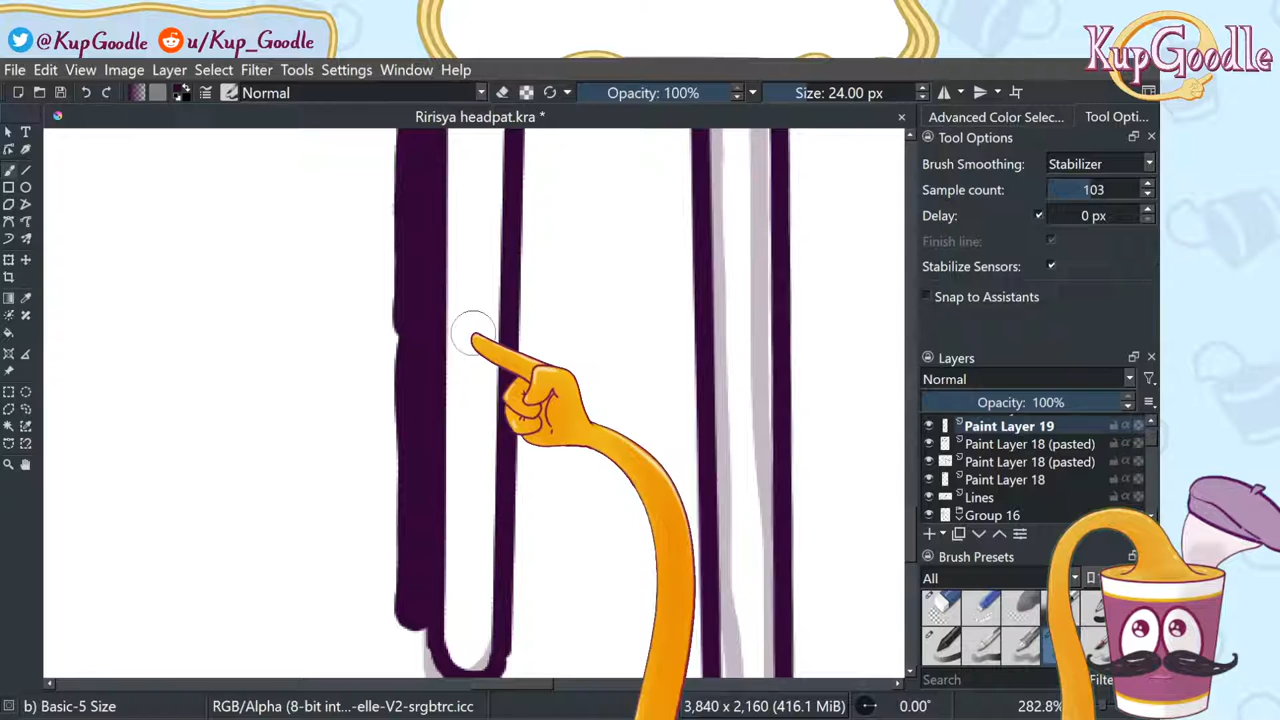 @KupGoodle u/Kup_Goodle
KupGoodle
File Edit View Image Layer Select Filter Tools Settings Window Help
Normal Opacity: 100% Size: 24.00 px
Ririsya headpat.kra *
Advanced Color Selec... Tool Opti...
Tool Options
Brush Smoothing: Stabilizer
Sample count: 103
Delay: 0 px
Finish line:
Stabilize Sensors:
Snap to Assistants
Layers
Normal
Opacity: 100%
Paint Layer 19
Paint Layer 18 (pasted)
Paint Layer 18 (pasted)
Paint Layer 18
Lines
Group 16
Brush Presets
All
Search
b) Basic-5 Size RGB/Alpha (8-bit int...-elle-V2-srgbtrc.icc 3,840 x 2,160 (416.1 MiB) 0.00° 282.8%